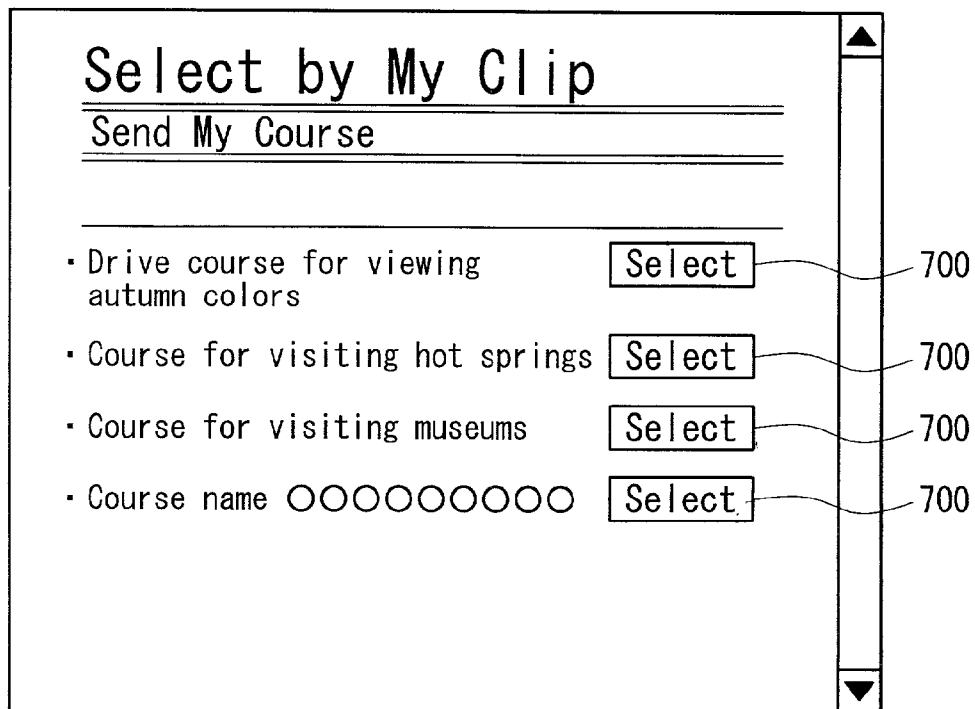 Select by My Clip
Send My Course
・Drive course for viewing Select 700
autumn colors
・Course for visiting hot springs Select 700
・Course for visiting museums Select 700
・Course name ○○○○○○○○○ Select 700